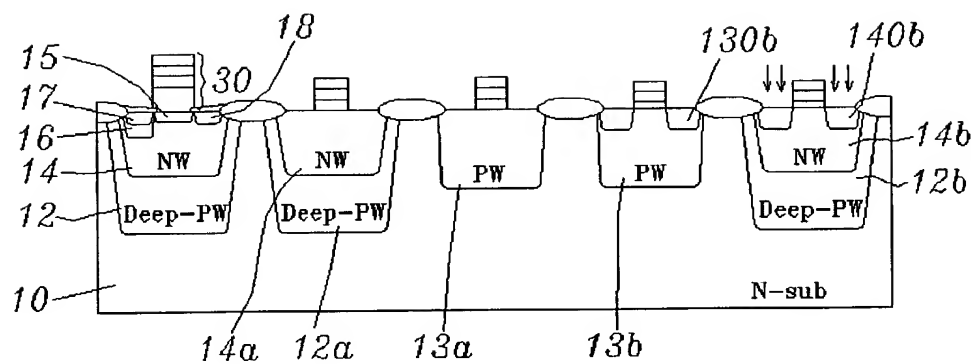 15
18
130b
140b
17
30
16
NW
NW
PW
PW
NW
14
14b
12
Deep-PW
Deep-PW
Deep-PW
12b
10
N-sub
14a
12a
13a
13b